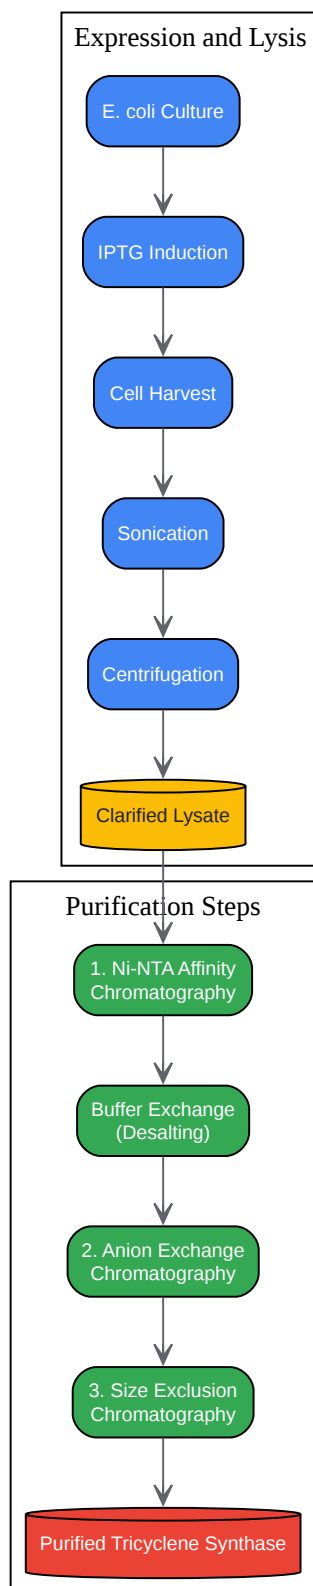 Expression and Lysis
E. coli Culture
IPTG Induction
Cell Harvest
Sonication
Centrifugation
Clarified Lysate
Purification Steps
1. Ni-NTA Affinity
Chromatography
Buffer Exchange
(Desalting)
2. Anion Exchange
Chromatography
3. Size Exclusion
Chromatography
Purified Tricyclene Synthase